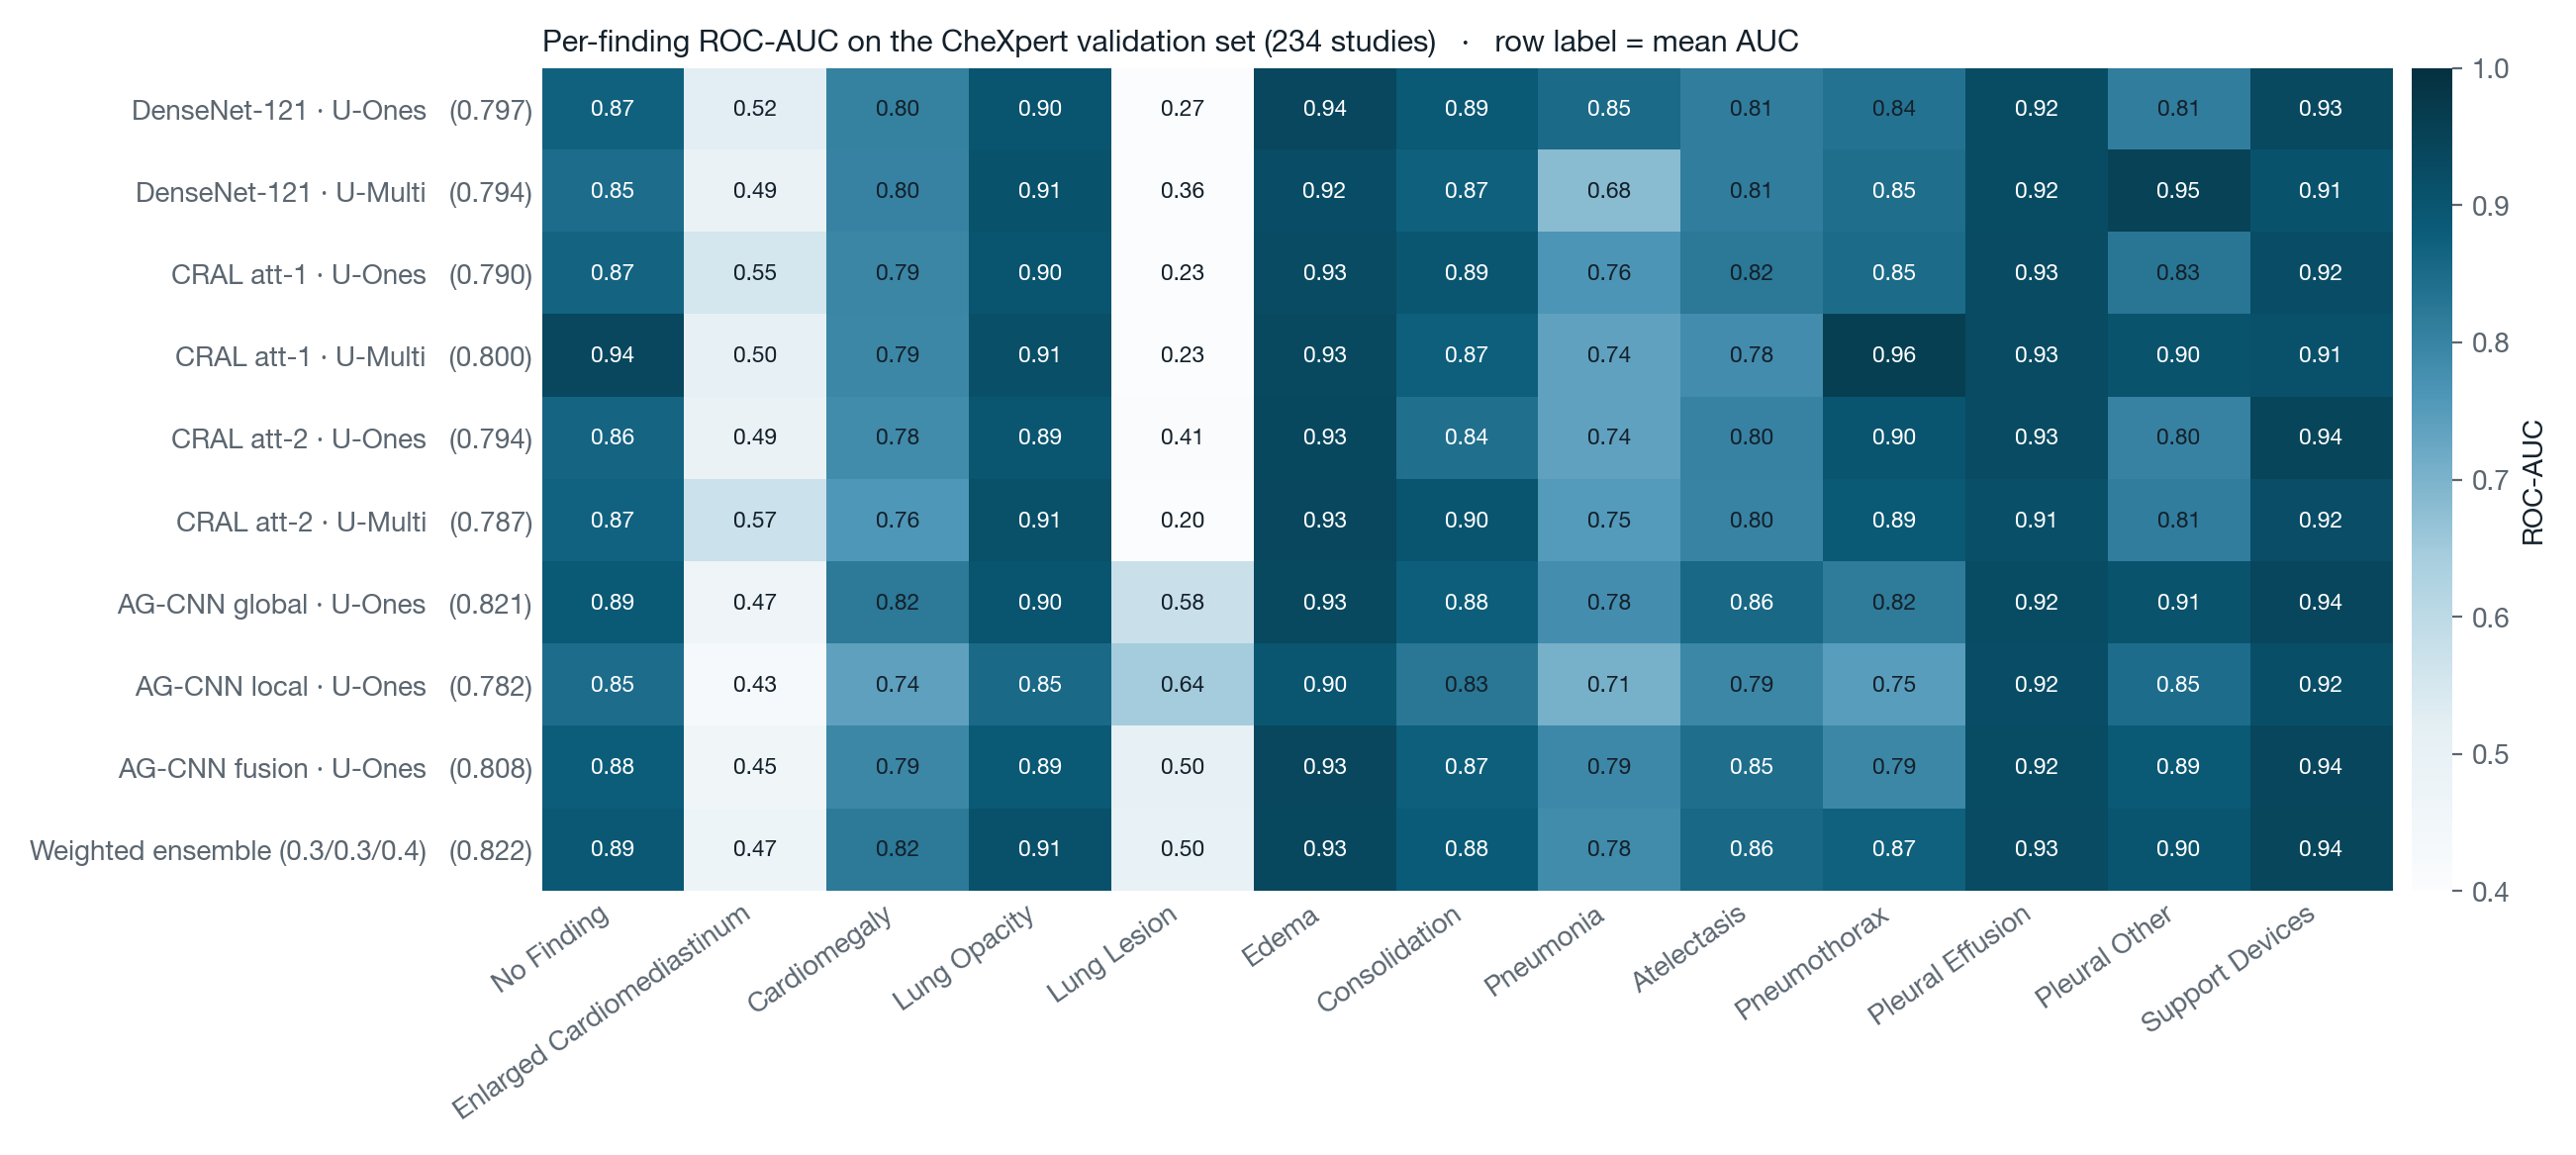 Per-finding ROC-AUC on the CheXpert validation set (234 studies) · row label = mean AUC
DenseNet-121 · U-Ones (0.797) 0.87 0.52 0.80 0.90 0.27 0.94 0.89 0.85 0.81 0.84 0.92 0.81 0.93
DenseNet-121 · U-Multi (0.794) 0.85 0.49 0.80 0.91 0.36 0.92 0.87 0.68 0.81 0.85 0.92 0.95 0.91
CRAL att-1 · U-Ones (0.790) 0.87 0.55 0.79 0.90 0.23 0.93 0.89 0.76 0.82 0.85 0.93 0.83 0.92
CRAL att-1 · U-Multi (0.800) 0.94 0.50 0.79 0.91 0.23 0.93 0.87 0.74 0.78 0.96 0.93 0.90 0.91
CRAL att-2 · U-Ones (0.794) 0.86 0.49 0.78 0.89 0.41 0.93 0.84 0.74 0.80 0.90 0.93 0.80 0.94
CRAL att-2 · U-Multi (0.787) 0.87 0.57 0.76 0.91 0.20 0.93 0.90 0.75 0.80 0.89 0.91 0.81 0.92
AG-CNN global · U-Ones (0.821) 0.89 0.47 0.82 0.90 0.58 0.93 0.88 0.78 0.86 0.82 0.92 0.91 0.94
AG-CNN local · U-Ones (0.782) 0.85 0.43 0.74 0.85 0.64 0.90 0.83 0.71 0.79 0.75 0.92 0.85 0.92
AG-CNN fusion · U-Ones (0.808) 0.88 0.45 0.79 0.89 0.50 0.93 0.87 0.79 0.85 0.79 0.92 0.89 0.94
Weighted ensemble (0.3/0.3/0.4) (0.822) 0.89 0.47 0.82 0.91 0.50 0.93 0.88 0.78 0.86 0.87 0.93 0.90 0.94
No Finding
Enlarged Cardiomediastinum
Cardiomegaly
Lung Opacity
Lung Lesion
Edema
Consolidation
Pneumonia
Atelectasis
Pneumothorax
Pleural Effusion
Pleural Other
Support Devices
1.0
0.9
0.8
0.7
0.6
0.5
0.4
ROC-AUC